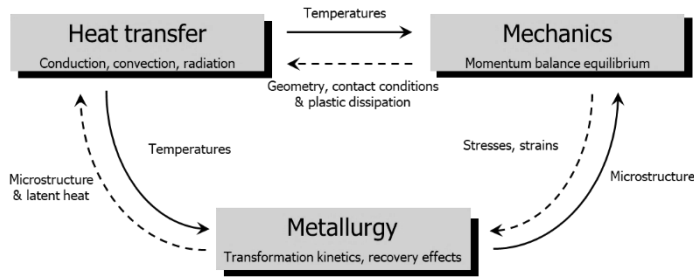 Temperatures
Heat transfer
Conduction, convection, radiation
Mechanics
Momentum balance equilibrium
Geometry, contact conditions
& plastic dissipation
Temperatures
Stresses, strains
Microstructure
& latent heat
Microstructure
Metallurgy
Transformation kinetics, recovery effects